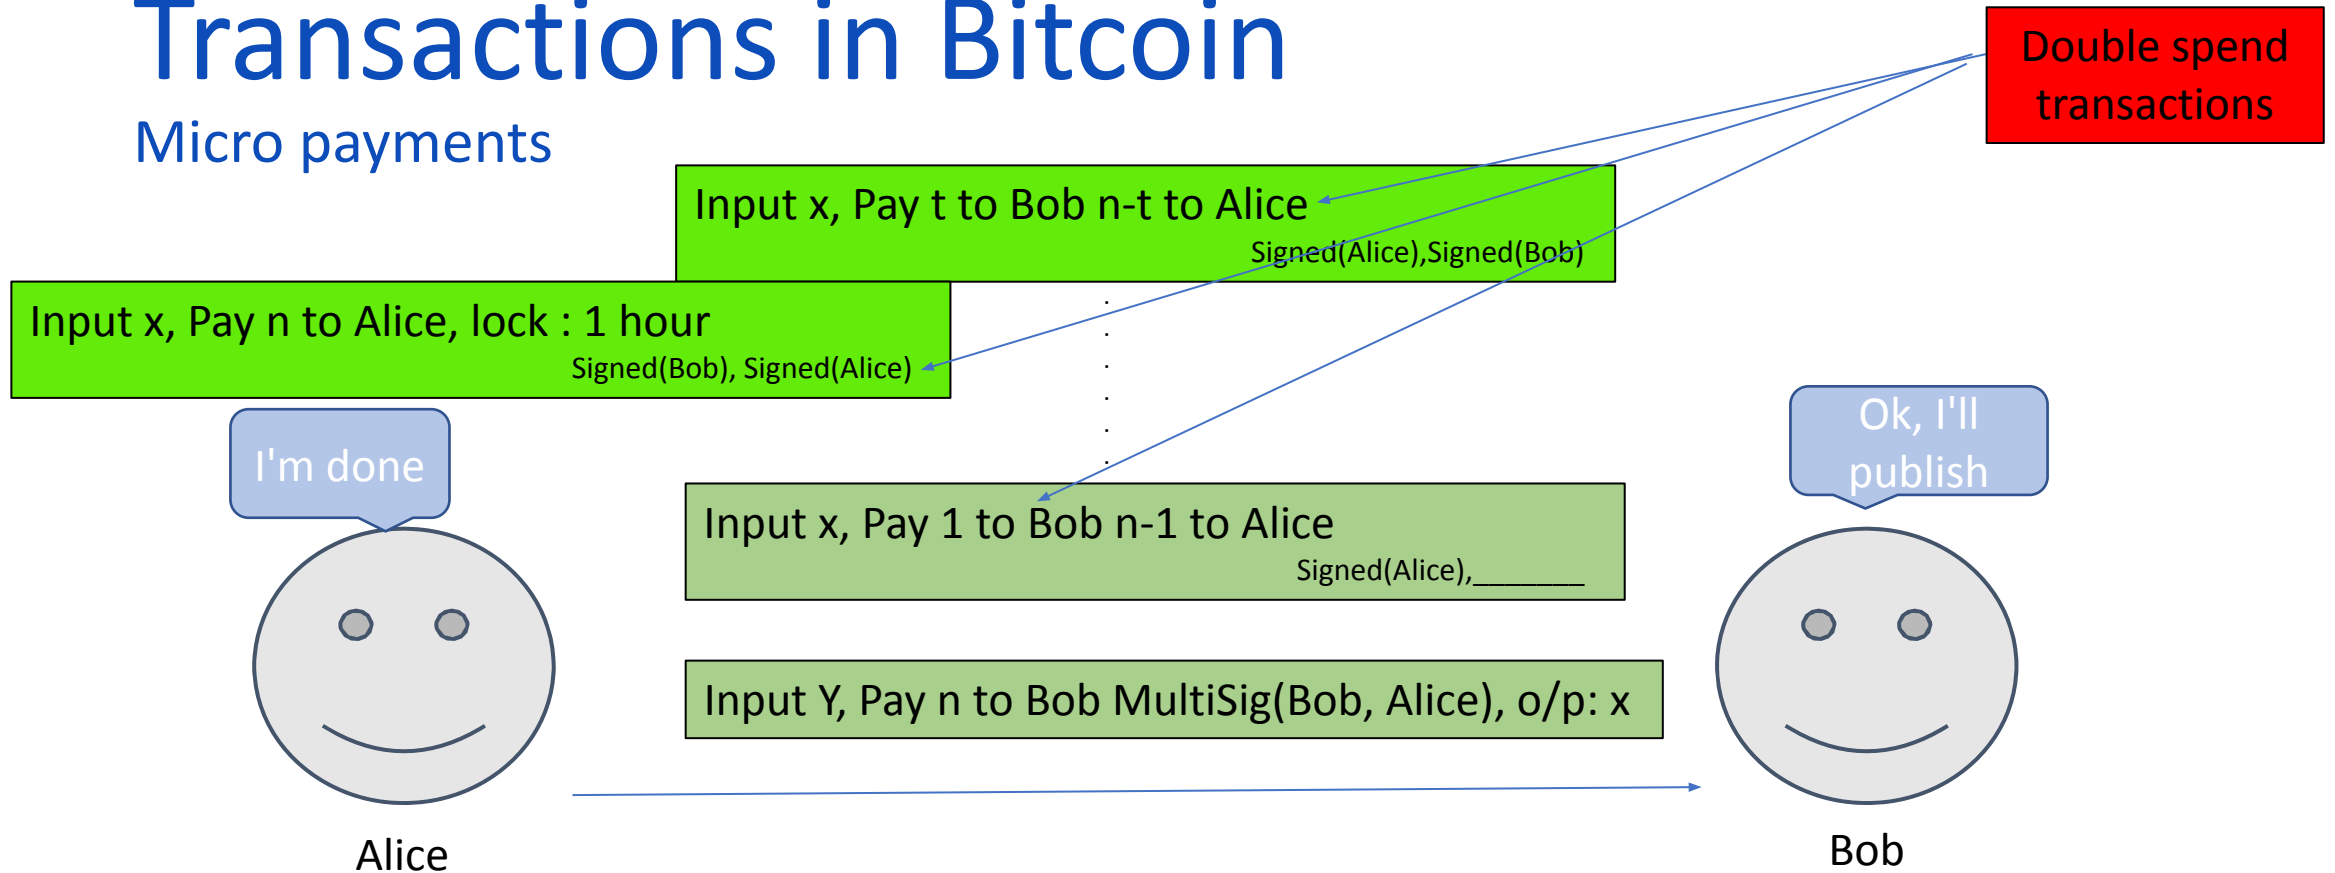 Transactions in Bitcoin
Micro payments
Double spend
transactions
Input x, Pay t to Bob n-t to Alice
Signed(Alice),Signed(Bob)
Input x, Pay n to Alice, lock : 1 hour
Signed(Bob), Signed(Alice)
I'm done
Ok, I'll
publish
Input x, Pay 1 to Bob n-1 to Alice
Signed(Alice),_______
Input Y, Pay n to Bob MultiSig(Bob, Alice), o/p: x
Alice
Bob